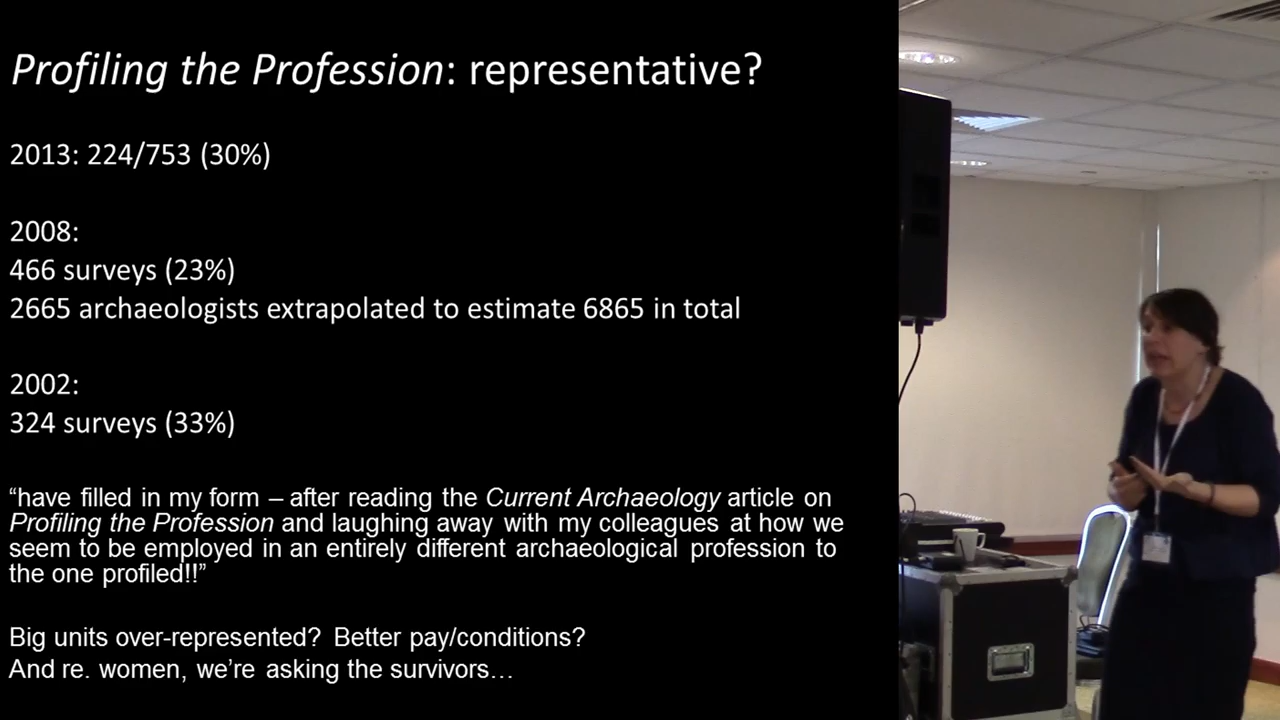 Profiling the Profession: representative?
2013: 224/753 (30%)
2008:
466 surveys (23%)
2665 archaeologists extrapolated to estimate 6865 in total
2002:
324 surveys (33%)
“have filled in my form – after reading the Current Archaeology article on
Profiling the Profession and laughing away with my colleagues at how we
seem to be employed in an entirely different archaeological profession to
the one profiled!!”
Big units over-represented? Better pay/conditions?
And re. women, we’re asking the survivors…